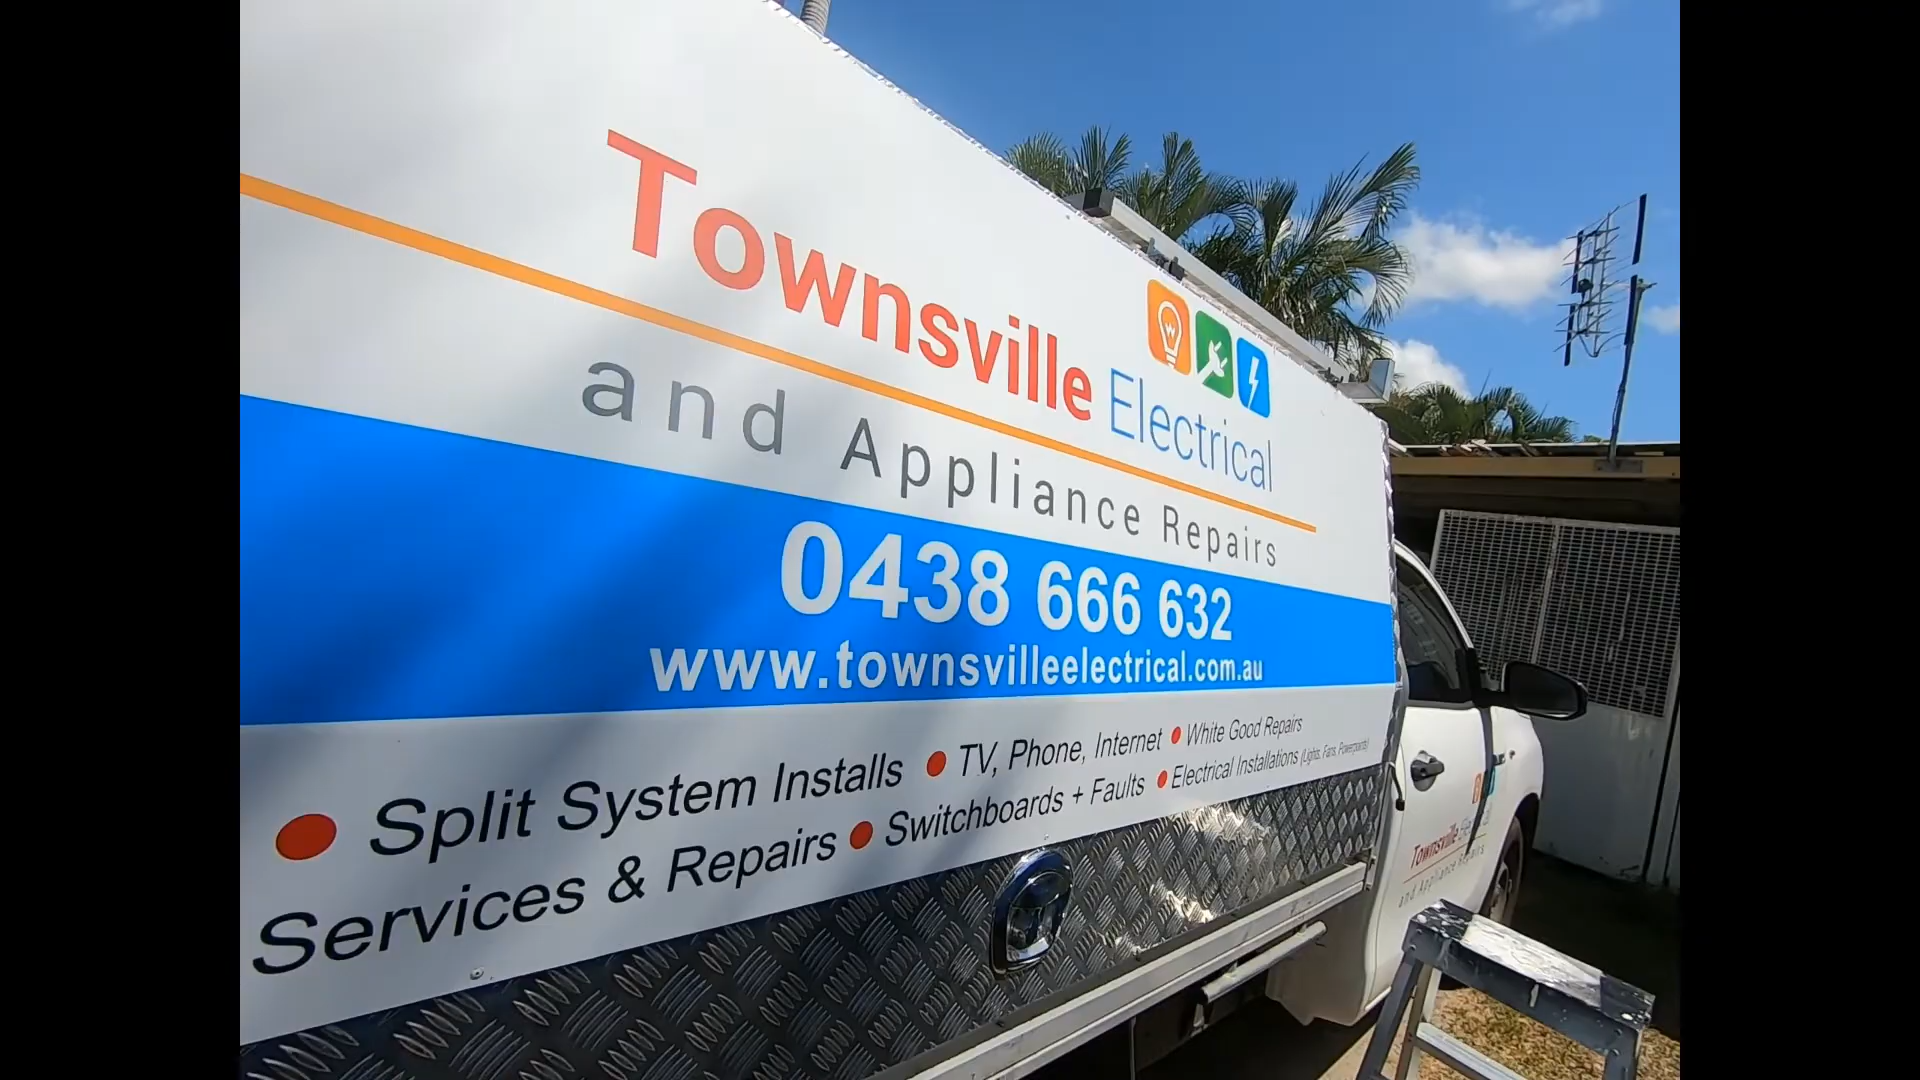 Townsville Electrical
and Appliance Repairs
0438 666 632
www.townsvilleelectrical.com.au
• Split System Installs • TV, Phone, Internet • White Good Repairs
Services & Repairs • Switchboards + Faults • Electrical Installations (Lights, Fans, Powerpoints)
Townsville Electrical
and Appliance Repairs